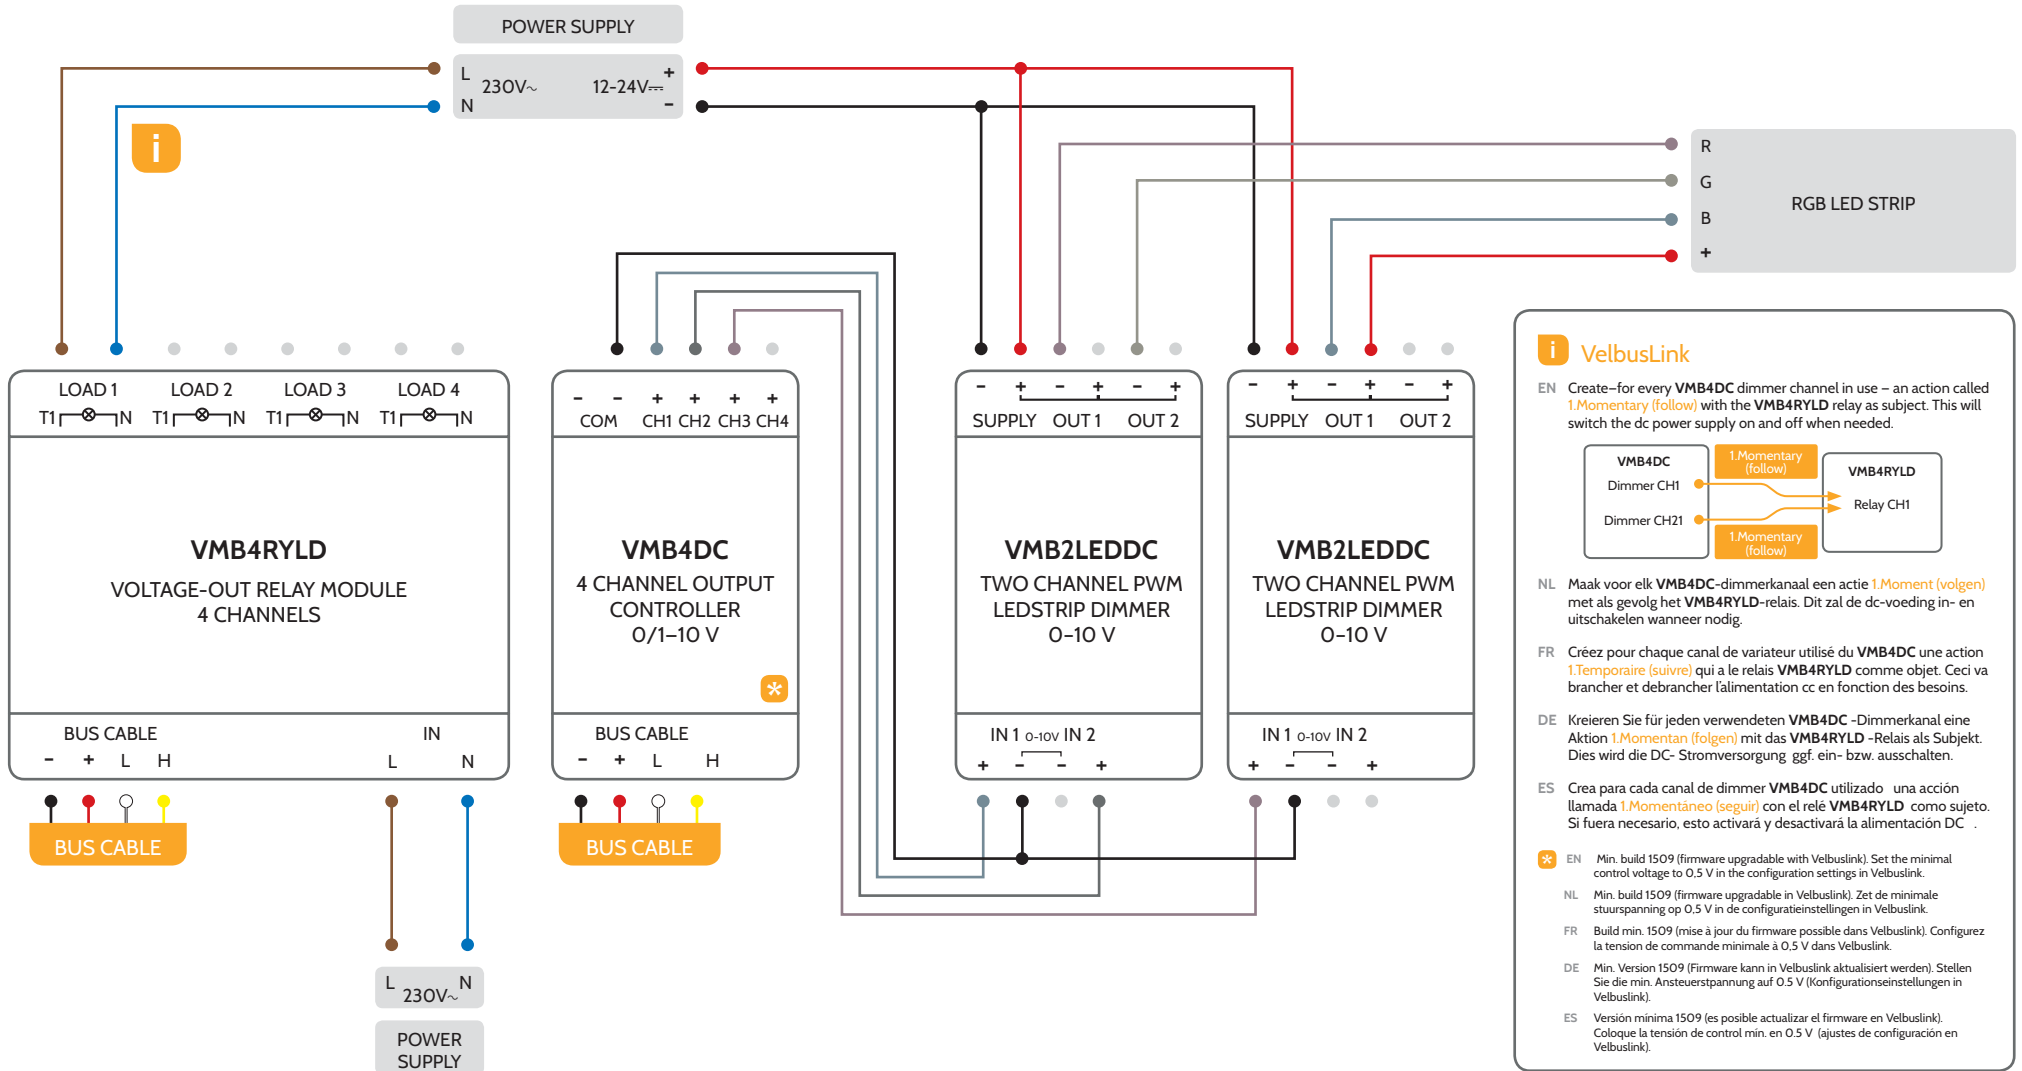 POWER SUPPLY
L 230V~ 12-24V⎓ +
N -
i
R
G
B
+
RGB LED STRIP
LOAD 1 LOAD 2 LOAD 3 LOAD 4
T1 N T1 N T1 N T1 N
VMB4RYLD
VOLTAGE-OUT RELAY MODULE
4 CHANNELS
BUS CABLE IN
- + L H L N
BUS CABLE
L N
230V~
POWER
SUPPLY
- - + + + +
COM CH1 CH2 CH3 CH4
VMB4DC
4 CHANNEL OUTPUT
CONTROLLER
0/1–10 V
*
BUS CABLE
- + L H
BUS CABLE
- + - + - +
SUPPLY OUT 1 OUT 2
VMB2LEDDC
TWO CHANNEL PWM
LEDSTRIP DIMMER
0-10 V
IN 1 0-10V IN 2
+ - - +
- + - + - +
SUPPLY OUT 1 OUT 2
VMB2LEDDC
TWO CHANNEL PWM
LEDSTRIP DIMMER
0-10 V
IN 1 0-10V IN 2
+ - - +
i VelbusLink
EN Create–for every VMB4DC dimmer channel in use – an action called
1.Momentary (follow) with the VMB4RYLD relay as subject. This will
switch the dc power supply on and off when needed.
VMB4DC
Dimmer CH1
Dimmer CH21
1.Momentary
(follow)
1.Momentary
(follow)
VMB4RYLD
Relay CH1
NL Maak voor elk VMB4DC-dimmerkanaal een actie 1.Moment (volgen)
met als gevolg het VMB4RYLD-relais. Dit zal de dc-voeding in- en
uitschakelen wanneer nodig.
FR Créez pour chaque canal de variateur utilisé du VMB4DC une action
1.Temporaire (suivre) qui a le relais VMB4RYLD comme objet. Ceci va
brancher et debrancher l'alimentation cc en fonction des besoins.
DE Kreieren Sie für jeden verwendeten VMB4DC -Dimmerkanal eine
Aktion 1.Momentan (folgen) mit das VMB4RYLD -Relais als Subjekt.
Dies wird die DC- Stromversorgung ggf. ein- bzw. ausschalten.
ES Crea para cada canal de dimmer VMB4DC utilizado una acción
llamada 1.Momentáneo (seguir) con el relé VMB4RYLD como sujeto.
Si fuera necesario, esto activará y desactivará la alimentación DC .
* EN Min. build 1509 (firmware upgradable with Velbuslink). Set the minimal
control voltage to 0,5 V in the configuration settings in Velbuslink.
NL Min. build 1509 (firmware upgradable in Velbuslink). Zet de minimale
stuurspanning op 0,5 V in de configuratieinstellingen in Velbuslink.
FR Build min. 1509 (mise à jour du firmware possible dans Velbuslink). Configurez
la tension de commande minimale à 0,5 V dans Velbuslink.
DE Min. Version 1509 (Firmware kann in Velbuslink aktualisiert werden). Stellen
Sie die min. Ansteuerstpannung auf 0.5 V (Konfigurationseinstellungen in
Velbuslink).
ES Versión mínima 1509 (es posible actualizar el firmware en Velbuslink).
Coloque la tensión de control mín. en 0.5 V (ajustes de configuración en
Velbuslink).